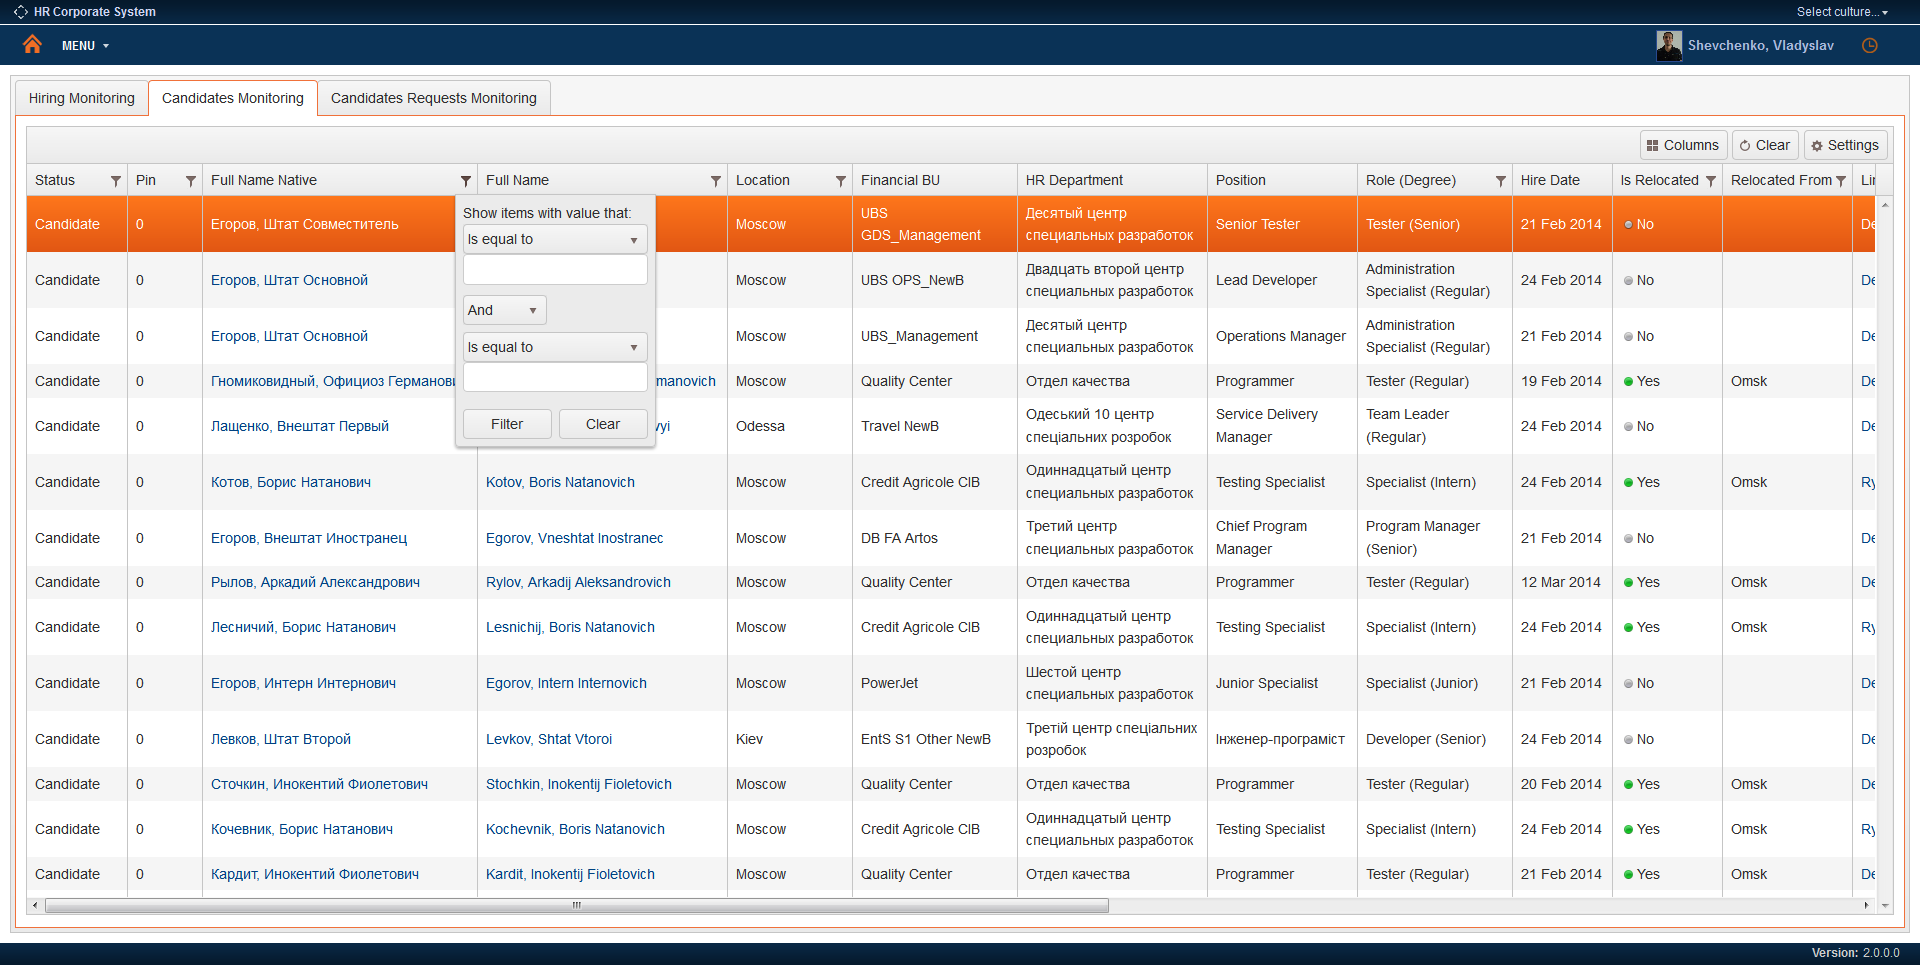 HR Corporate System
Select culture...
MENU
Shevchenko, Vladyslav
Hiring Monitoring
Candidates Monitoring
Candidates Requests Monitoring
Columns
Clear
Settings
Status Pin Full Name Native Full Name Location Financial BU HR Department Position Role (Degree) Hire Date Is Relocated Relocated From
Candidate 0 Егоров, Штат Совместитель Moscow UBS GDS_Management Десятый центр специальных разработок Senior Tester Tester (Senior) 21 Feb 2014 No
Show items with value that:
Is equal to
And
Is equal to
Filter
Clear
Candidate 0 Егоров, Штат Основной Moscow UBS OPS_NewB Двадцать второй центр специальных разработок Lead Developer Administration Specialist (Regular) 24 Feb 2014 No
Candidate 0 Егоров, Штат Основной Moscow UBS_Management Десятый центр специальных разработок Operations Manager Administration Specialist (Regular) 21 Feb 2014 No
Candidate 0 Гномиковидный, Официоз manovich Moscow Quality Center Отдел качества Programmer Tester (Regular) 19 Feb 2014 Yes Omsk
Candidate 0 Лащенко, Внештат Первый Odessa Travel NewB Одеський 10 центр спеціальних розробок Service Delivery Manager Team Leader (Regular) 24 Feb 2014 No
Candidate 0 Котов, Борис Натанович Kotov, Boris Natanovich Moscow Credit Agricole CIB Одиннадцатый центр специальных разработок Testing Specialist Specialist (Intern) 24 Feb 2014 Yes Omsk
Candidate 0 Егоров, Внештат Иностранец Egorov, Vneshtat Inostranec Moscow DB FA Artos Третий центр специальных разработок Chief Program Manager Program Manager (Senior) 21 Feb 2014 No
Candidate 0 Рылов, Аркадий Александрович Rylov, Arkadij Aleksandrovich Moscow Quality Center Отдел качества Programmer Tester (Regular) 12 Mar 2014 Yes Omsk
Candidate 0 Лесничий, Борис Натанович Lesnichij, Boris Natanovich Moscow Credit Agricole CIB Одиннадцатый центр специальных разработок Testing Specialist Specialist (Intern) 24 Feb 2014 Yes Omsk
Candidate 0 Егоров, Интерн Интернович Egorov, Intern Internovich Moscow PowerJet Шестой центр специальных разработок Junior Specialist Specialist (Junior) 21 Feb 2014 No
Candidate 0 Левков, Штат Второй Levkov, Shtat Vtoroi Kiev EntS S1 Other NewB Третій центр спеціальних розробок Інженер-програміст Developer (Senior) 24 Feb 2014 No
Candidate 0 Сточкин, Инокентий Фиолетович Stochkin, Inokentij Fioletovich Moscow Quality Center Отдел качества Programmer Tester (Regular) 20 Feb 2014 Yes Omsk
Candidate 0 Кочевник, Борис Натанович Kochevnik, Boris Natanovich Moscow Credit Agricole CIB Одиннадцатый центр специальных разработок Testing Specialist Specialist (Intern) 24 Feb 2014 Yes Omsk
Candidate 0 Кардит, Инокентий Фиолетович Kardit, Inokentij Fioletovich Moscow Quality Center Отдел качества Programmer Tester (Regular) 21 Feb 2014 Yes Omsk
Version: 2.0.0.0